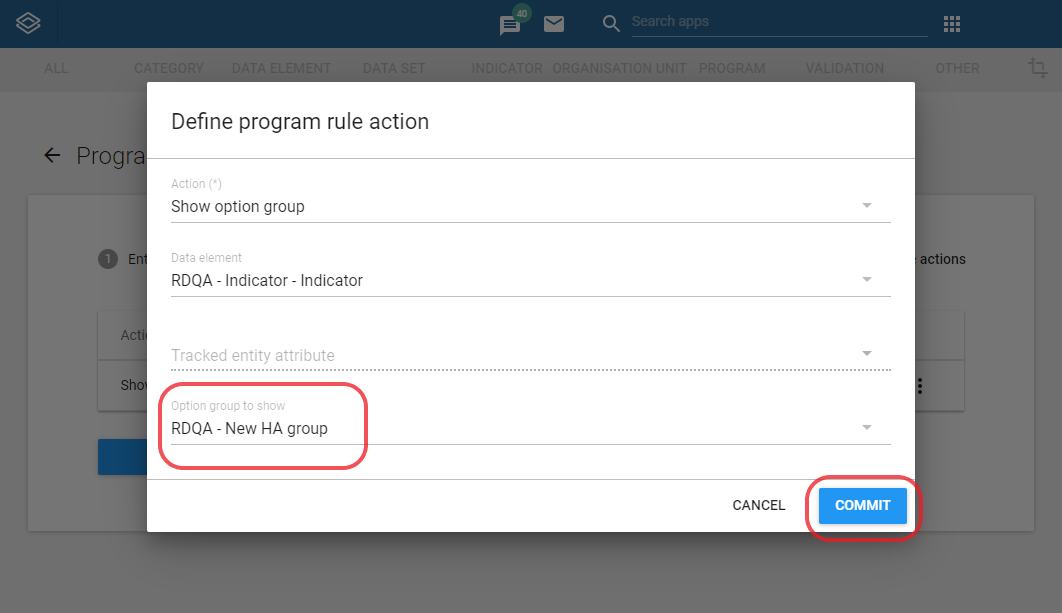 40
Search apps
ALL CATEGORY DATA ELEMENT DATA SET INDICATOR ORGANISATION UNIT PROGRAM VALIDATION OTHER
Progra
Define program rule action
Action (*)
Show option group
Data element
RDQA - Indicator - Indicator
1 Ent
actions
Tracked entity attribute
Actio
Show
Option group to show
RDQA - New HA group
CANCEL COMMIT